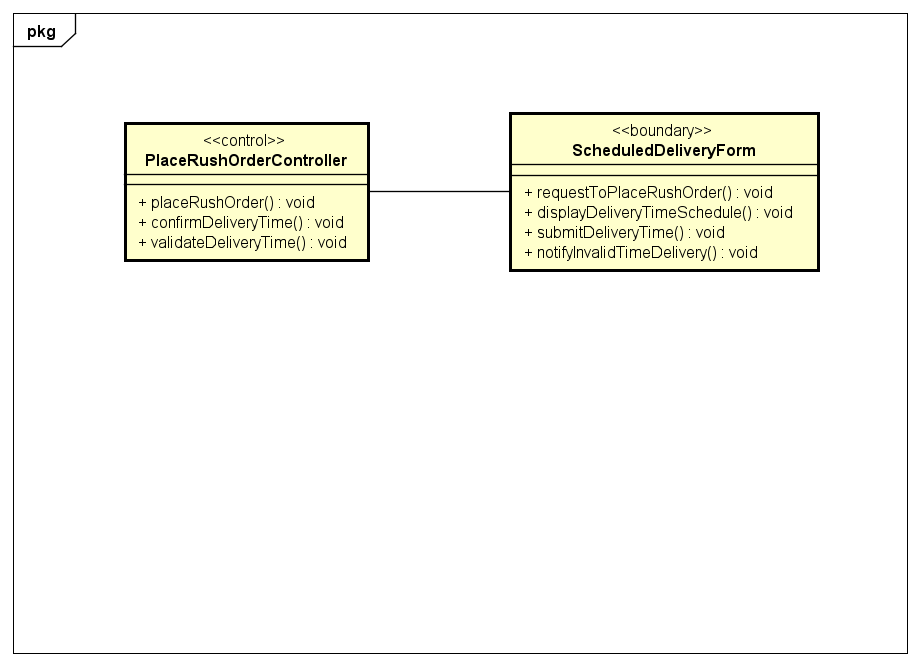 pkg
<<control>>
PlaceRushOrderController
+ placeRushOrder() : void
+ confirmDeliveryTime() : void
+ validateDeliveryTime() : void
<<boundary>>
ScheduledDeliveryForm
+ requestToPlaceRushOrder() : void
+ displayDeliveryTimeSchedule() : void
+ submitDeliveryTime() : void
+ notifyInvalidTimeDelivery() : void